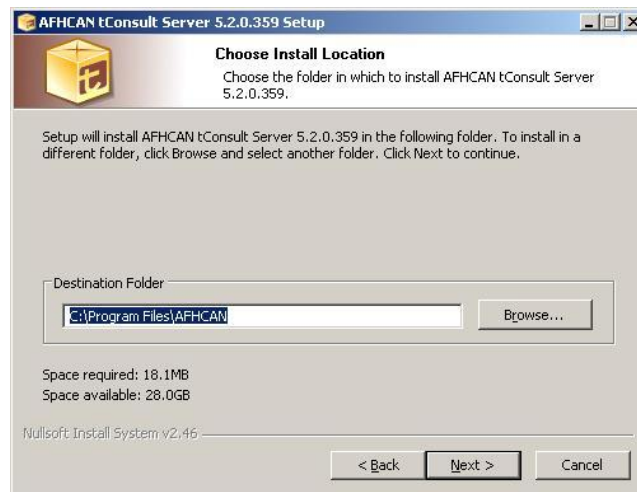 AFHCAN tConsult Server 5.2.0.359 Setup
t
Choose Install Location
Choose the folder in which to install AFHCAN tConsult Server
5.2.0.359.
Setup will install AFHCAN tConsult Server 5.2.0.359 in the following folder. To install in a
different folder, click Browse and select another folder. Click Next to continue.
Destination Folder
C:\Program Files\AFHCAN
Browse...
Space required: 18.1MB
Space available: 28.0GB
Nullsoft Install System v2.46
< Back
Next >
Cancel